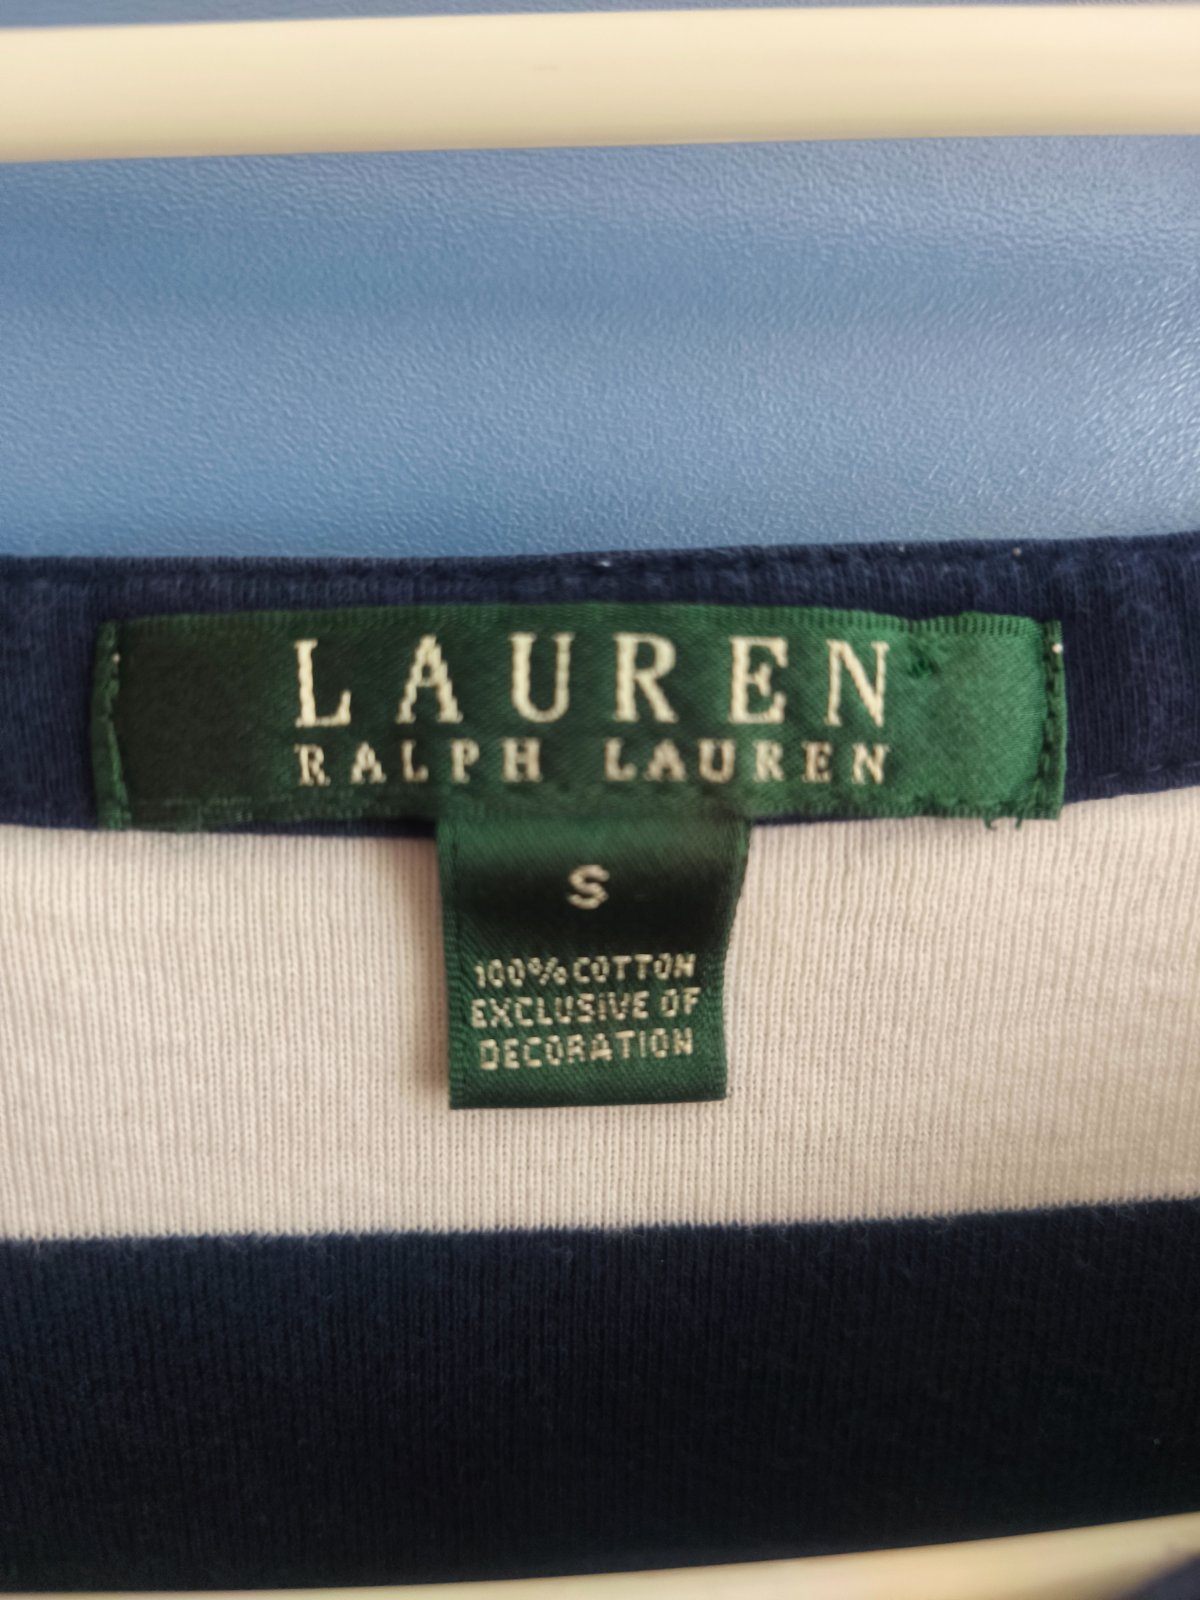 LAUREN
RALPH LAUREN
S
100% COTTON
EXCLUSIVE OF
DECORATION